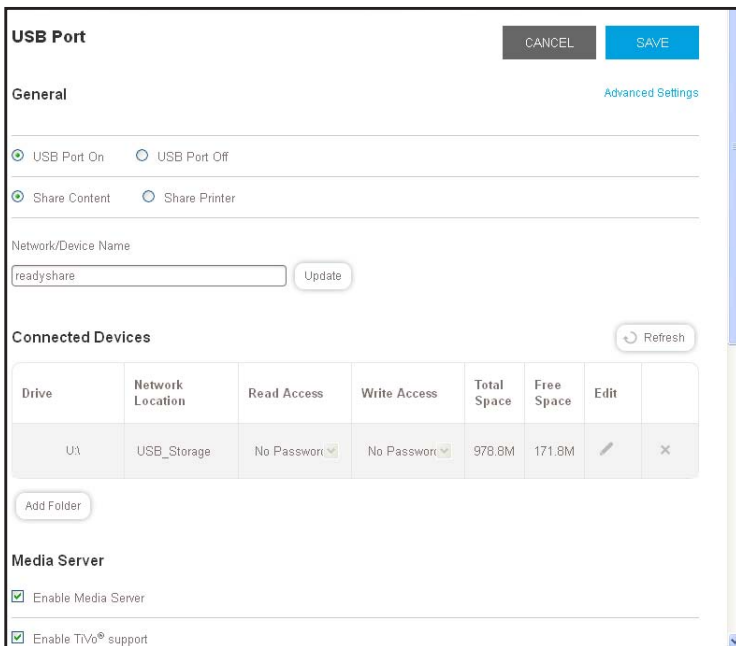 USB Port
CANCEL
SAVE
General
Advanced Settings
USB Port On
USB Port Off
Share Content
Share Printer
Network/Device Name
readyshare
Update
Connected Devices
Refresh
Drive
Network Location
Read Access
Write Access
Total Space
Free Space
Edit
U:\
USB_Storage
No Passwor
No Passwor
978.8M
171.8M
Add Folder
Media Server
Enable Media Server
Enable TiVo® support